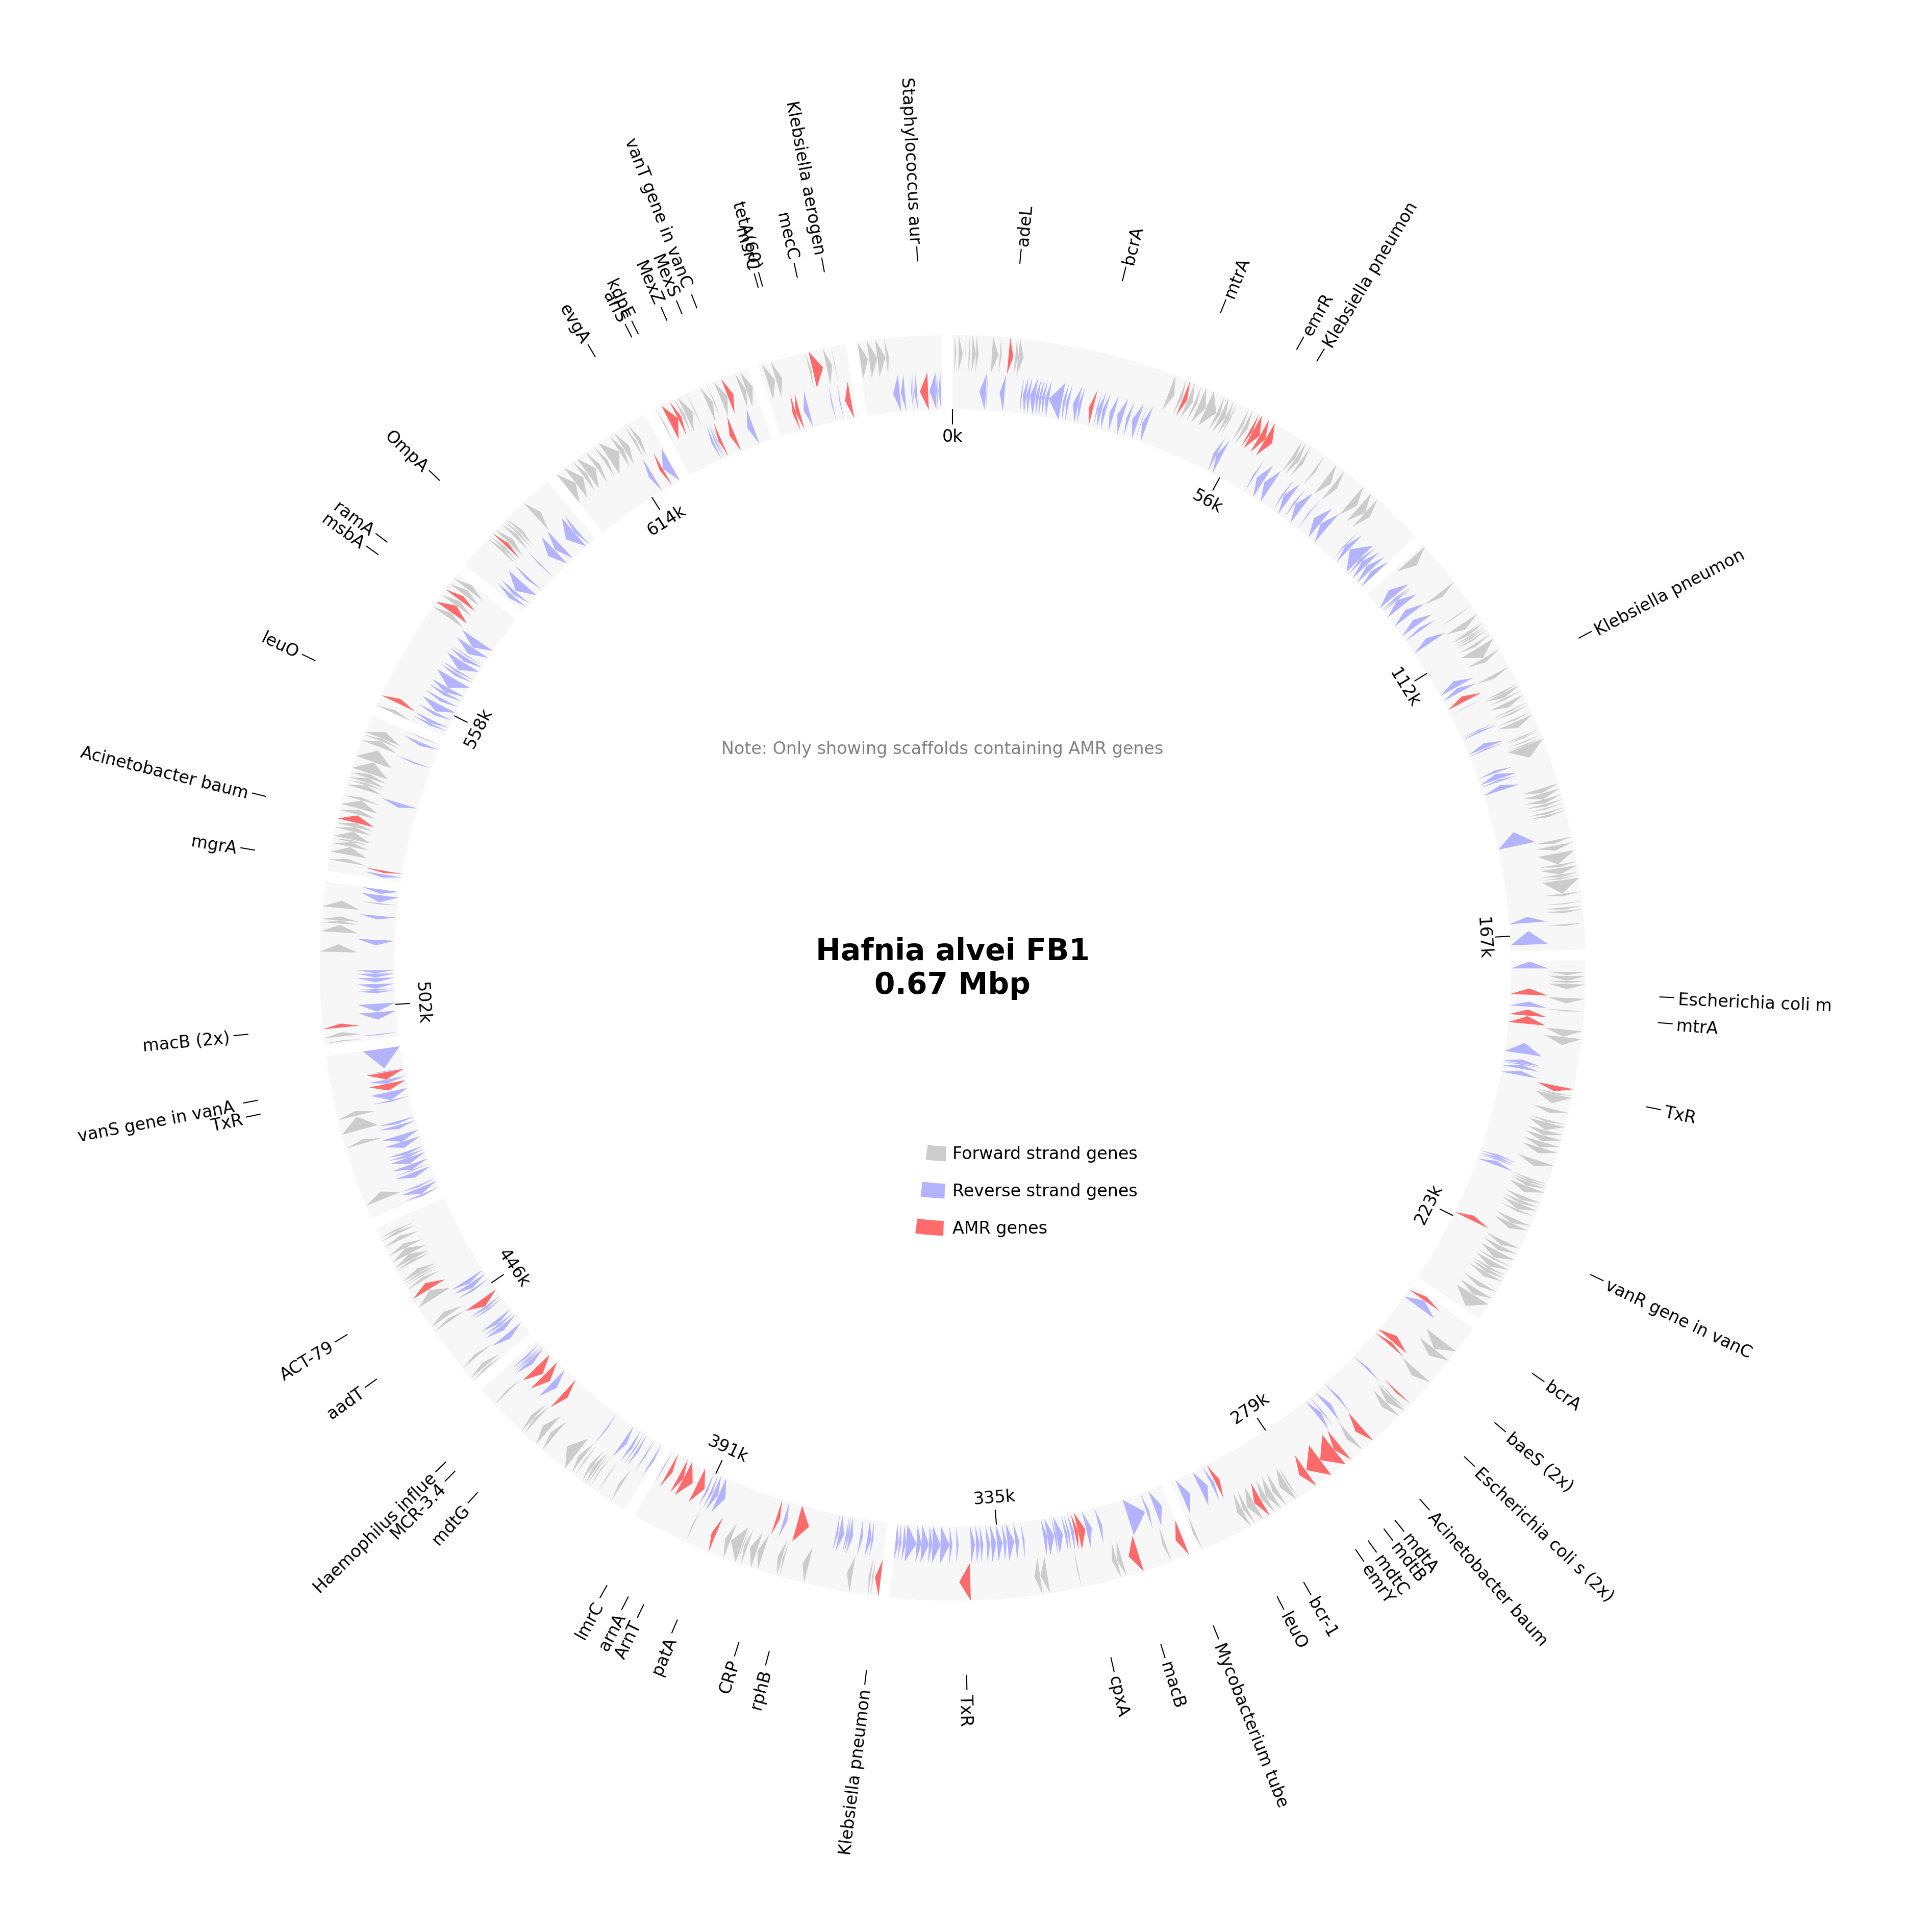 Staphylococcus aur
adeL
bcrA
mtrA
emrR
Klebsiella pneumon
Klebsiella pneumon
Escherichia coli m
mtrA
TxR
vanR gene in vanC
bcrA
baeS (2x)
Escherichia coli s (2x)
Acinetobacter baum
mdtA
mdtB
mdtC
emrY
bcr-1
leuO
Mycobacterium tube
macB
cpxA
TxR
Klebsiella pneumon
rphB
CRP
patA
ArnT
arnA
lmrC
mdtG
MCR-3.4
Haemophilus influe
aadT
ACT-79
TxR
vanS gene in vanA
macB (2x)
mgrA
Acinetobacter baum
leuO
msbA
ramA
OmpA
evgA
arlS
kdpE
MexZ
MexS
vanT gene in vanC
tetA(60)
mecC
Klebsiella aerogen
0k
56k
112k
167k
223k
279k
335k
391k
446k
502k
558k
614k
Note: Only showing scaffolds containing AMR genes
Hafnia alvei FB1
0.67 Mbp
Forward strand genes
Reverse strand genes
AMR genes